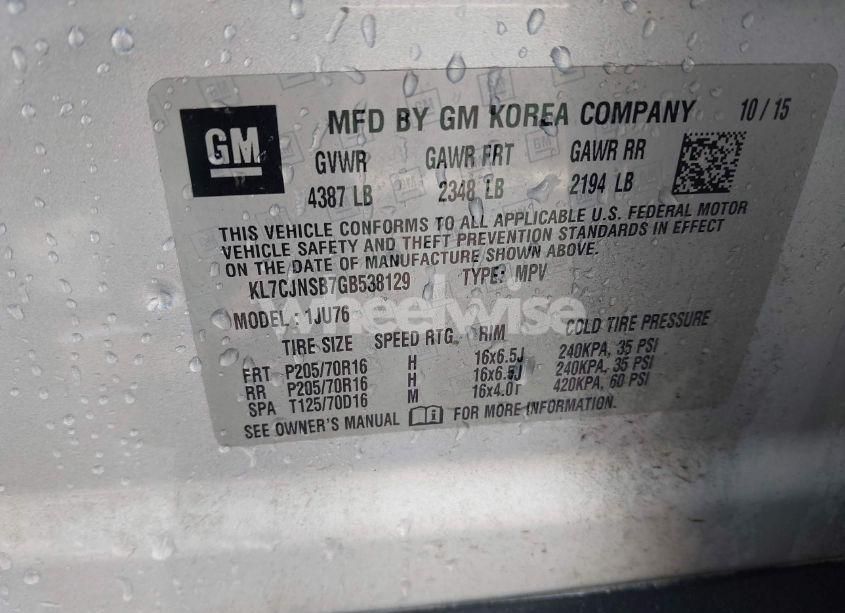 GM
MFD BY GM KOREA COMPANY 10/15
GVWR GAWR FRT GAWR RR
4387 LB 2348 LB 2194 LB
THIS VEHICLE CONFORMS TO ALL APPLICABLE U.S. FEDERAL MOTOR
VEHICLE SAFETY AND THEFT PREVENTION STANDARDS IN EFFECT
ON THE DATE OF MANUFACTURE SHOWN ABOVE.
KL7CJNSB7GB538129 TYPE: MPV
wheelwise
MODEL : 1JU76
TIRE SIZE SPEED RTG. RIM COLD TIRE PRESSURE
FRT P205/70R16 H 16x6.5J 240KPA, 35 PSI
RR P205/70R16 H 16x6.5J 240KPA, 35 PSI
SPA T125/70D16 M 16x4.0T 420KPA, 60 PSI
SEE OWNER'S MANUAL FOR MORE INFORMATION.